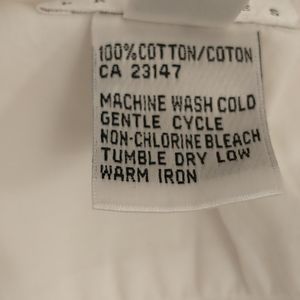 100% COTTON/COTON
CA 23147
MACHINE WASH COLD
GENTLE CYCLE
NON-CHLORINE BLEACH
TUMBLE DRY LOW
WARM IRON